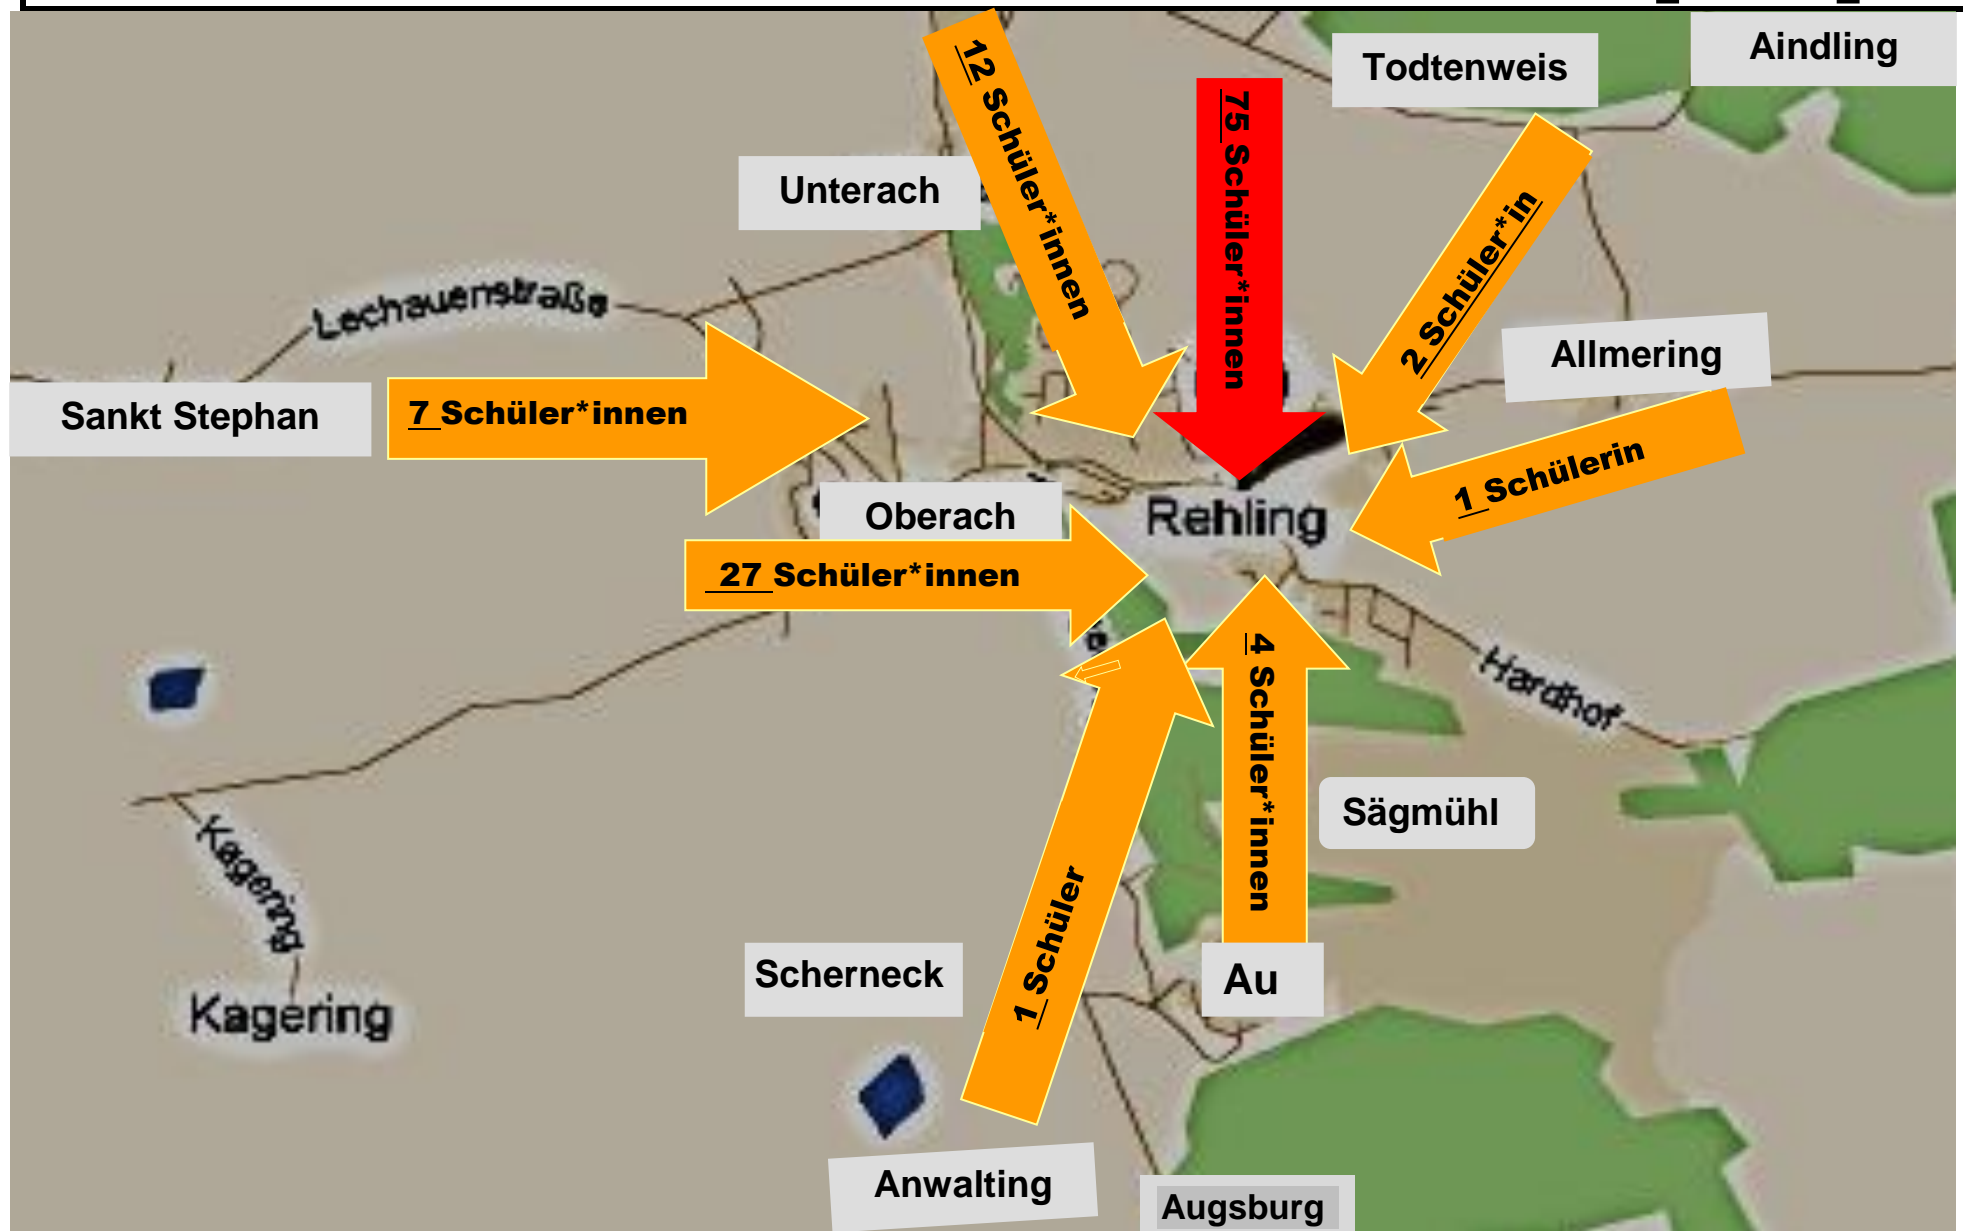 Aindling
Todtenweis
12 Schüler*innen
75 Schüler*innen
2 Schüler*in
Unterach
Lechauenstraße
Allmering
Sankt Stephan
7 Schüler*innen
1 Schülerin
Oberach
Rehling
27 Schüler*innen
4 Schüler*innen
Hardhof
Sägmühl
Kagering
1 Schüler
Scherneck
Au
Kagering
Anwalting
Augsburg